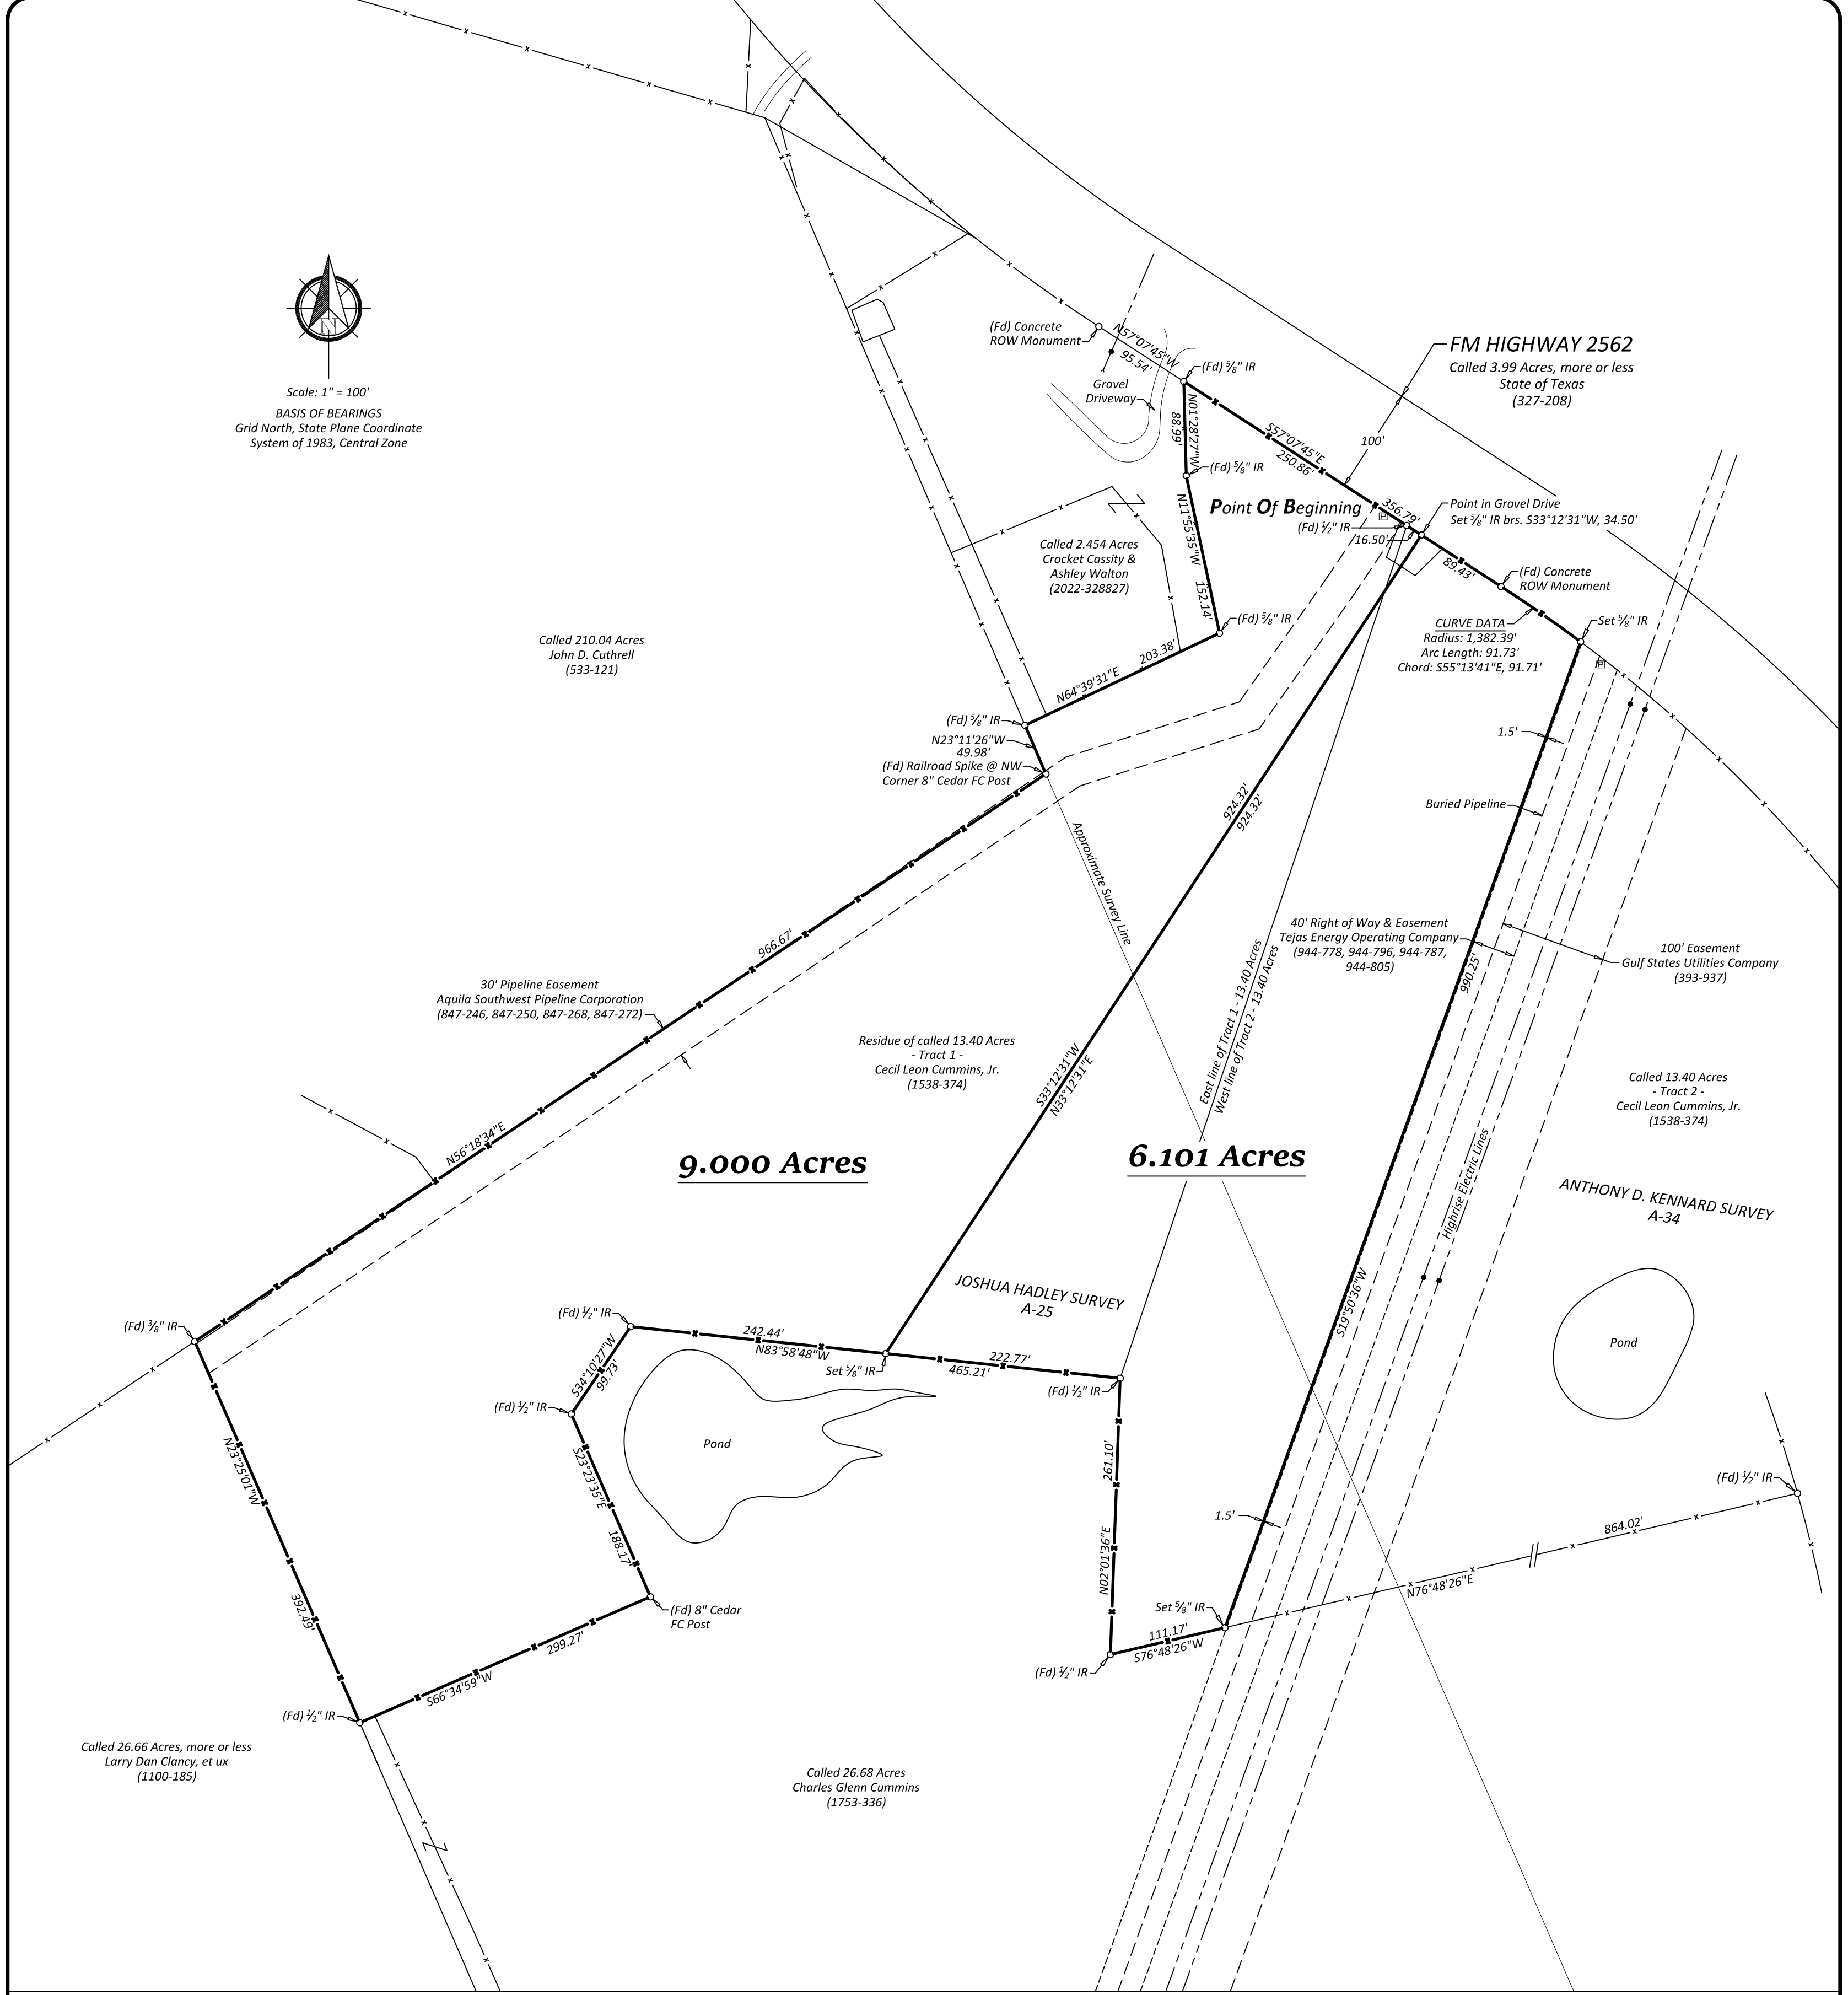 N
Scale: 1" = 100'
BASIS OF BEARINGS
Grid North, State Plane Coordinate
System of 1983, Central Zone
(Fd) Concrete
ROW Monument
N57°07'45"W
95.54'
Gravel
Driveway
(Fd) ⅝" IR
FM HIGHWAY 2562
Called 3.99 Acres, more or less
State of Texas
(327-208)
100'
N01°28'27"W
88.99'
S57°07'45"E
250.86'
(Fd) ⅝" IR
Point Of Beginning
(Fd) ½" IR
356.79'
16.50'
Point in Gravel Drive
Set ⅝" IR brs. S33°12'31"W, 34.50'
N11°55'35"W
152.14'
Called 2.454 Acres
Crocket Cassity &
Ashley Walton
(2022-328827)
89.43'
(Fd) Concrete
ROW Monument
CURVE DATA
Radius: 1,382.39'
Arc Length: 91.73'
Chord: S55°13'41"E, 91.71'
Set ⅝" IR
(Fd) ⅝" IR
Called 210.04 Acres
John D. Cuthrell
(533-121)
N64°39'31"E
203.38'
(Fd) ⅝" IR
N23°11'26"W
49.98'
(Fd) Railroad Spike @ NW
Corner 8" Cedar FC Post
1.5'
Buried Pipeline
924.32'
924.32'
Approximate Survey Line
966.67'
30' Pipeline Easement
Aquila Southwest Pipeline Corporation
(847-246, 847-250, 847-268, 847-272)
40' Right of Way & Easement
Tejas Energy Operating Company
(944-778, 944-796, 944-787,
944-805)
990.25'
100' Easement
Gulf States Utilities Company
(393-937)
East line of Tract 1 - 13.40 Acres
West line of Tract 2 - 13.40 Acres
Residue of called 13.40 Acres
- Tract 1 -
Cecil Leon Cummins, Jr.
(1538-374)
S33°12'31"W
N33°12'31"E
Called 13.40 Acres
- Tract 2 -
Cecil Leon Cummins, Jr.
(1538-374)
N56°18'34"E
9.000 Acres
6.101 Acres
Highrise Electric Lines
ANTHONY D. KENNARD SURVEY
A-34
JOSHUA HADLEY SURVEY
A-25
S19°50'36"W
(Fd) ⅜" IR
(Fd) ½" IR
242.44'
N83°58'48"W
Set ⅝" IR
222.77'
465.21'
(Fd) ½" IR
S34°10'27"W
99.73'
(Fd) ½" IR
Pond
Pond
N23°25'01"W
392.49'
S23°23'35"E
188.17'
261.10'
N02°01'36"E
1.5'
(Fd) ½" IR
864.02'
N76°48'26"E
Set ⅝" IR
111.17'
S76°48'26"W
(Fd) ½" IR
(Fd) 8" Cedar
FC Post
299.27'
S66°34'59"W
(Fd) ½" IR
Called 26.66 Acres, more or less
Larry Dan Clancy, et ux
(1100-185)
Called 26.68 Acres
Charles Glenn Cummins
(1753-336)